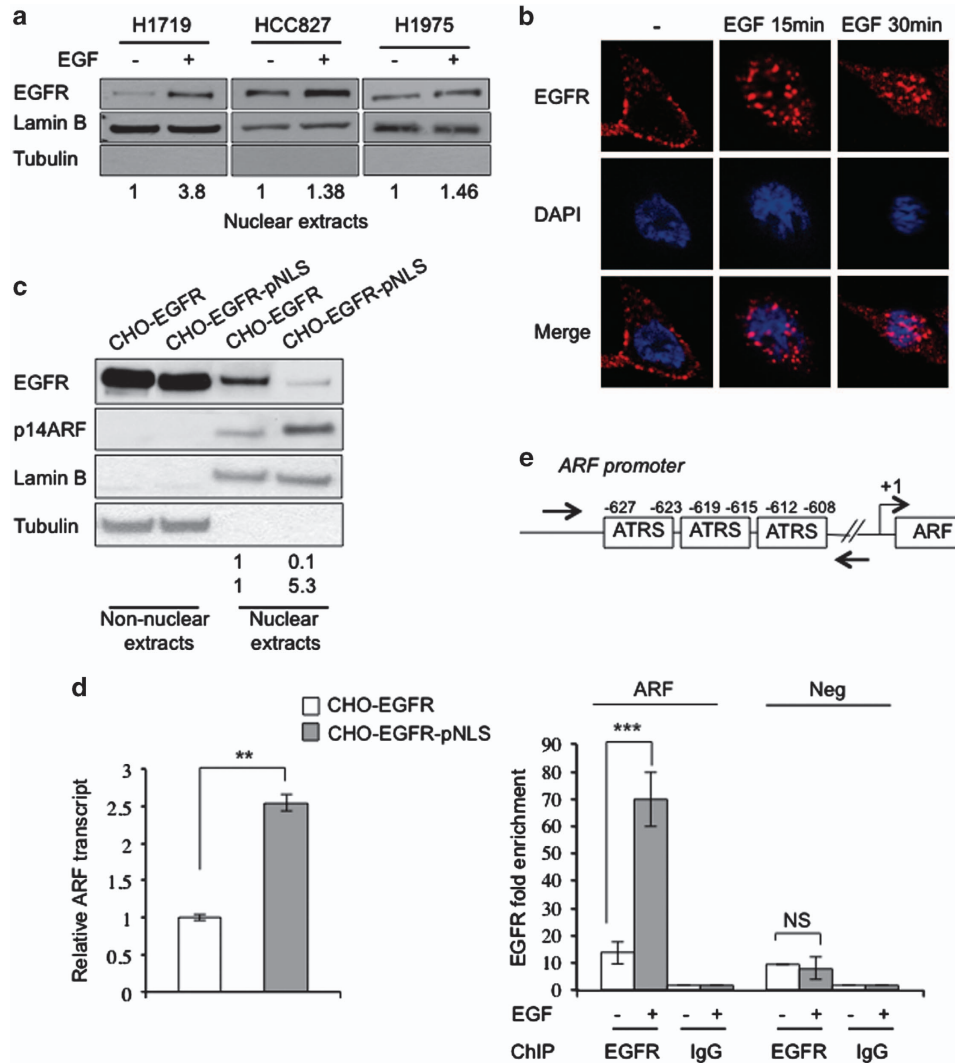 a
H1719 HCC827 H1975
EGF - + - + - +
EGFR
Lamin B
Tubulin
1 3.8 1 1.38 1 1.46
Nuclear extracts
b
- EGF 15min EGF 30min
EGFR
DAPI
Merge
c
CHO-EGFR CHO-EGFR-pNLS CHO-EGFR CHO-EGFR-pNLS
EGFR
p14ARF
Lamin B
Tubulin
1 0.1
1 5.3
Non-nuclear extracts
Nuclear extracts
d
CHO-EGFR
CHO-EGFR-pNLS
**
Relative ARF transcript
3
2.5
2
1.5
1
0.5
0
e
ARF promoter
+1
-627 -623 -619 -615 -612 -608
ATRS ATRS ATRS ARF
ARF Neg
***
NS
EGFR fold enrichment
90
80
70
60
50
40
30
20
10
0
EGF - + - + - + - +
ChIP EGFR IgG EGFR IgG